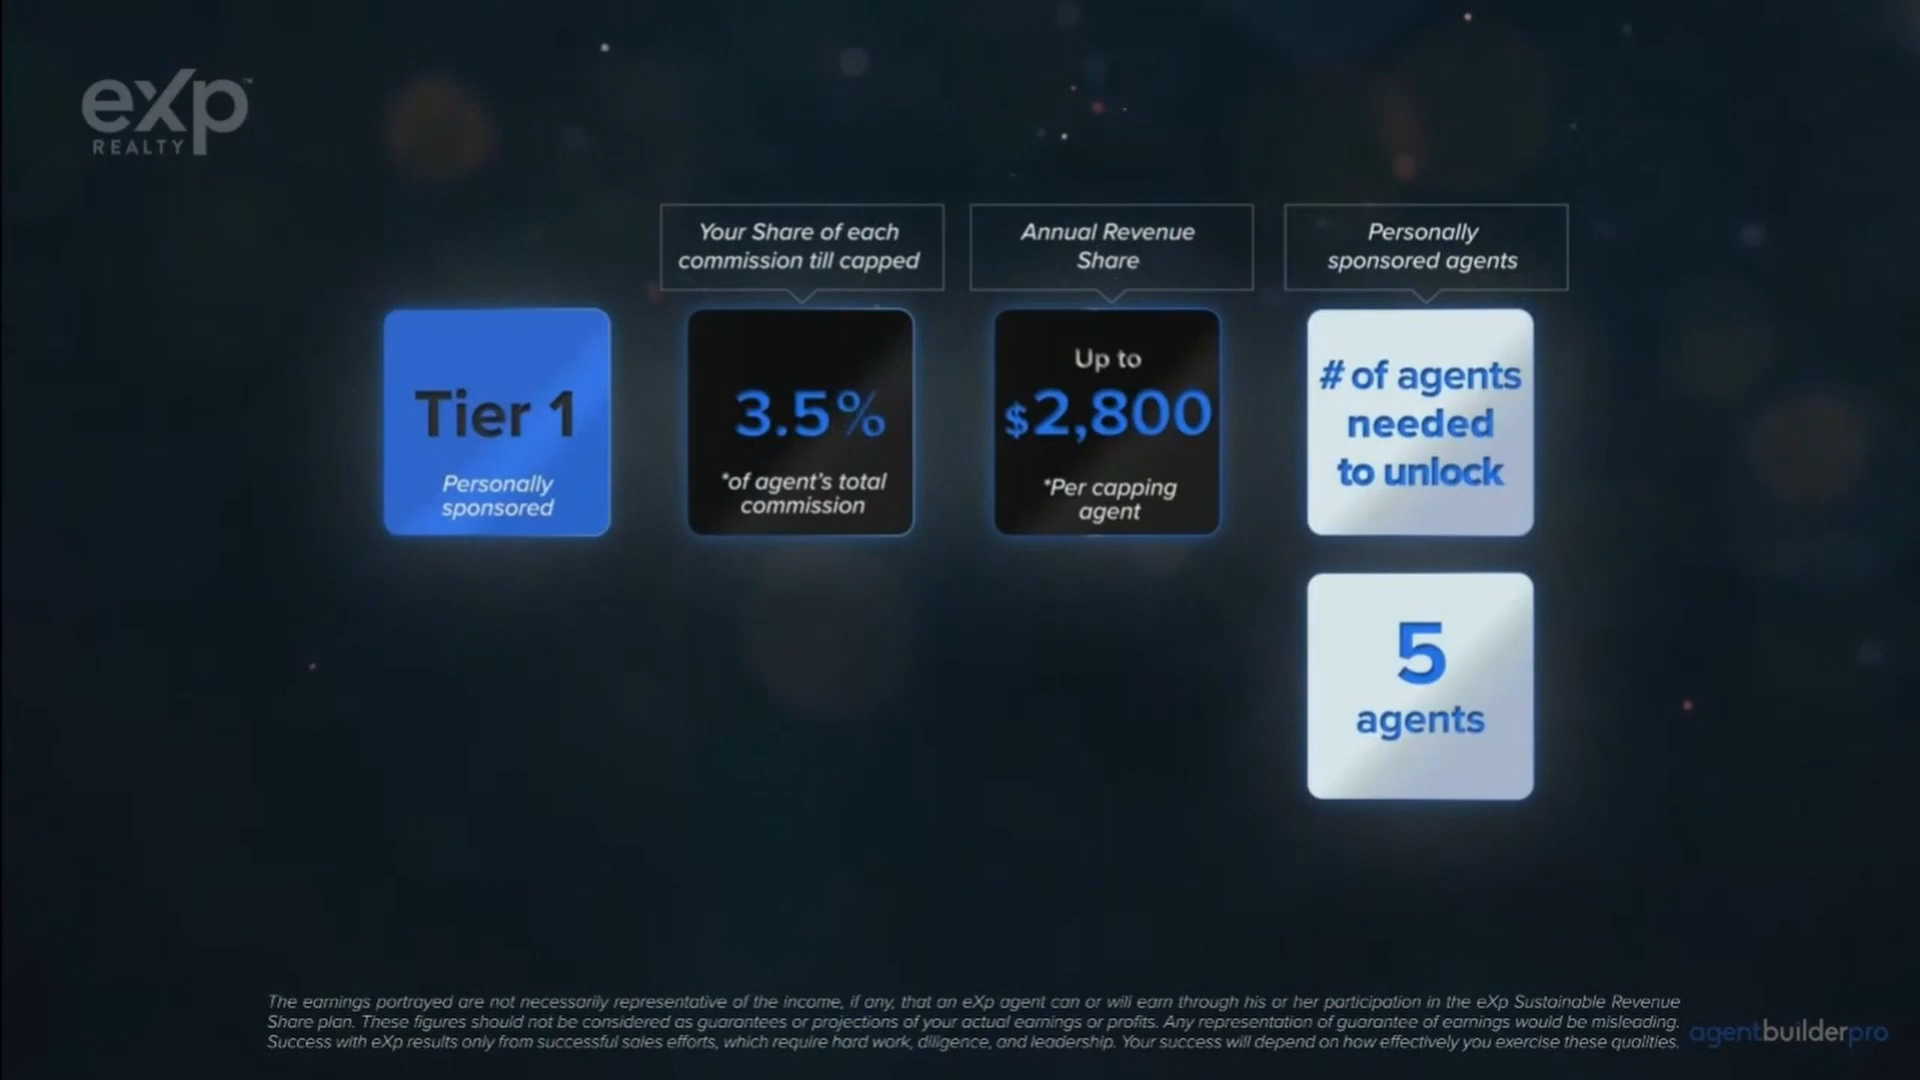 eXp™
REALTY
Your Share of each
commission till capped
Annual Revenue
Share
Personally
sponsored agents
Tier 1
Personally
sponsored
3.5%
*of agent's total
commission
Up to
$2,800
*Per capping
agent
# of agents
needed
to unlock
5
agents
The earnings portrayed are not necessarily representative of the income, if any, that an eXp agent can or will earn through his or her participation in the eXp Sustainable Revenue
Share plan. These figures should not be considered as guarantees or projections of your actual earnings or profits. Any representation of guarantee of earnings would be misleading.
Success with eXp results only from successful sales efforts, which require hard work, diligence, and leadership. Your success will depend on how effectively you exercise these qualities.
agentbuilderpro